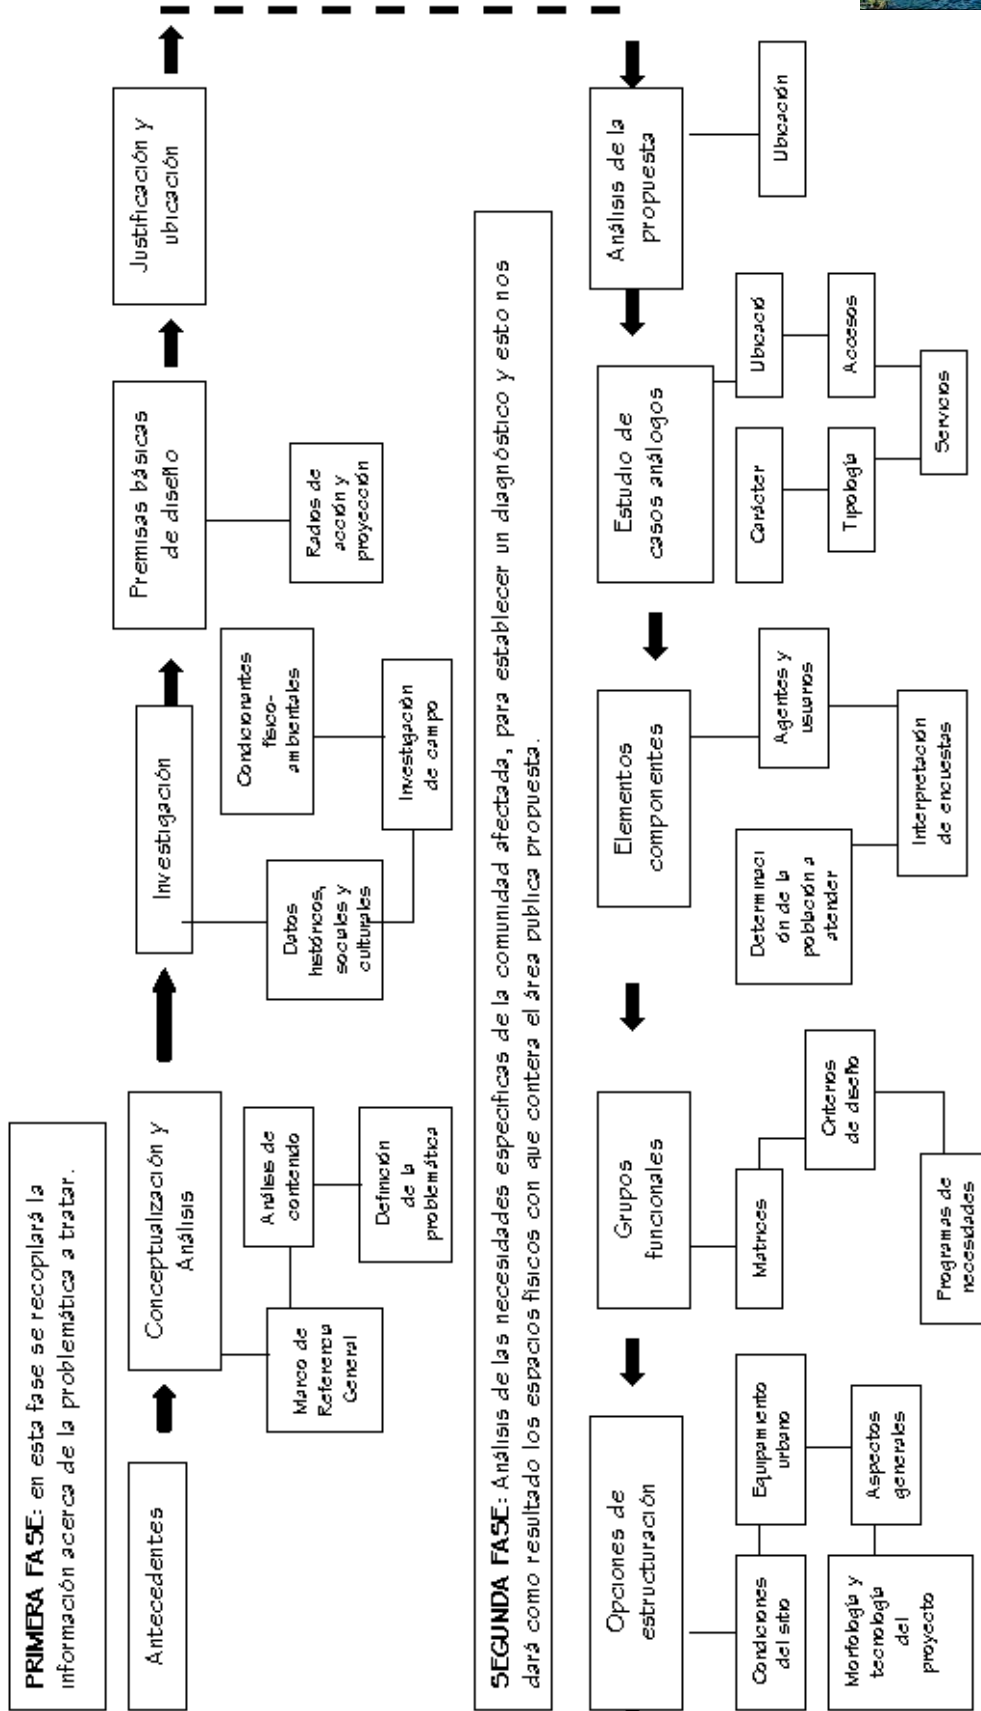 PRIMERA FASE: en esta fase se recopilará la
información acerca de la problemática a tratar.
Antecedentes
Conceptualización y
Análisis
Marco de
Referencia
General
Análisis de
contenido
Definición
de la
problemática
Investigación
Datos
históricos,
sociales y
culturales
Condicionantes
físico-
ambientales
Investigación
de campo
Premisas básicas
de diseño
Radios de
acción y
proyección
Justificación y
ubicación
SEGUNDA FASE: Análisis de las necesidades especificas de la comunidad afectada, para establecer un diagnóstico y esto nos
dará como resultado los espacios físicos con que contera el área publica propuesta.
Análisis de la
propuesta
Ubicación
Estudio de
casos análogos
Carácter
Ubicació
Tipología
Accesos
Servicios
Elementos
componentes
Determinaci
ón de la
población a
atender
Agentes y
usuarios
Interpretación
de encuestas
Grupos
funcionales
Matrices
Criterios
de diseño
Programas de
necesidades
Opciones de
estructuración
Condiciones
del sitio
Equipamiento
urbano
Morfología y
tecnología
del
proyecto
Aspectos
generales